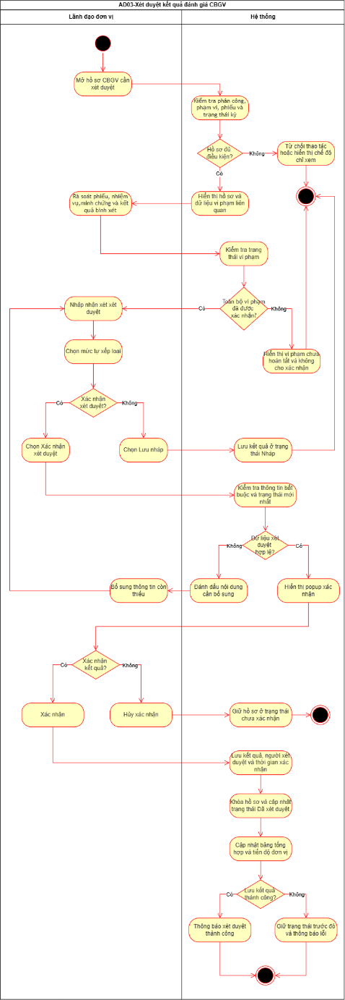 AD03-Xét duyệt kết quả đánh giá CBGV
Lãnh đạo đơn vị
Hệ thống
Mở hồ sơ CBGV cần
xét duyệt
Kiểm tra phân công,
phạm vi, phiếu và
trạng thái kỳ
Hồ sơ đủ
điều kiện?
Không
Từ chối thao tác
hoặc hiển thị chế độ
chỉ xem
Có
Rà soát phiếu, nhiệm
vụ,minh chứng và kết
quả bình xét
Hiển thị hồ sơ và
dữ liệu vi phạm liên
quan
Kiểm tra trạng
thái vi phạm
Toàn bộ vi phạm
đã được
xác nhận?
Có
Không
Nhập nhận xét xét
duyệt
Chọn mức tự xếp loại
Hiển thị vi phạm chưa
hoàn tất và không
cho xác nhận
Xác nhận
xét duyệt?
Có
Không
Chọn Xác nhận
xét duyệt
Chọn Lưu nháp
Lưu kết quả ở trạng
thái Nháp
Kiểm tra thông tin bắt
buộc và trạng thái mới
nhất
Dữ liệu xét
duyệt
hợp lệ?
Không
Có
Bổ sung thông tin còn
thiếu
Đánh dấu nội dung
cần bổ sung
Hiển thị popup xác
nhận
Xác nhận
kết quả?
Có
Không
Xác nhận
Hủy xác nhận
Giữ hồ sơ ở trạng thái
chưa xác nhận
Lưu kết quả, người xét
duyệt và thời gian xác
nhận
Khóa hồ sơ và cập nhật
trạng thái Đã xét duyệt
Cập nhật bảng tổng
hợp và tiến độ đơn vị
Lưu kết quả
thành công?
Có
Không
Thông báo xét duyệt
thành công
Giữ trạng thái trước đó
và thông báo lỗi